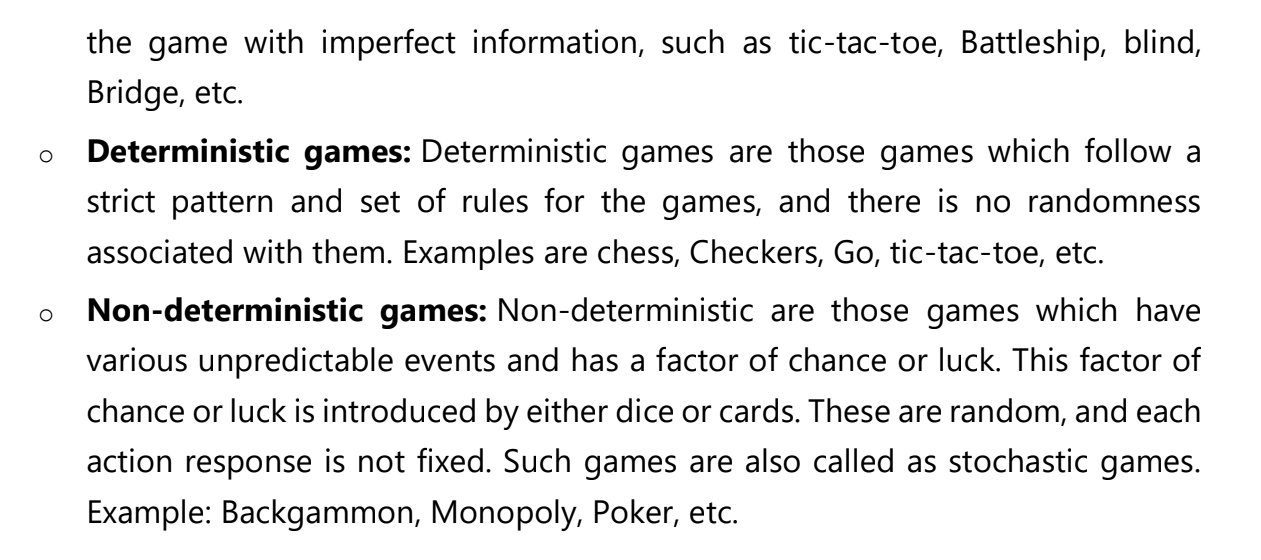 the game with imperfect information, such as tic-tac-toe, Battleship, blind,
Bridge, etc.
o Deterministic games: Deterministic games are those games which follow a
strict pattern and set of rules for the games, and there is no randomness
associated with them. Examples are chess, Checkers, Go, tic-tac-toe, etc.
o Non-deterministic games: Non-deterministic are those games which have
various unpredictable events and has a factor of chance or luck. This factor of
chance or luck is introduced by either dice or cards. These are random, and each
action response is not fixed. Such games are also called as stochastic games.
Example: Backgammon, Monopoly, Poker, etc.